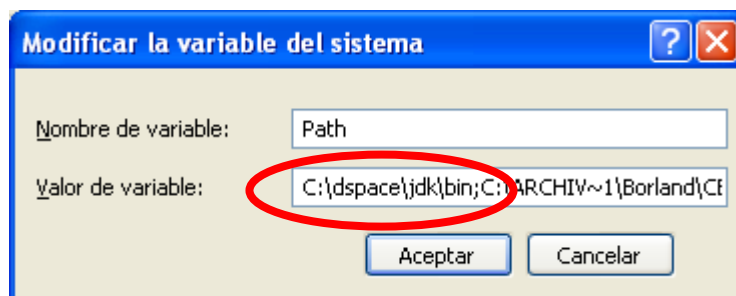 Modificar la variable del sistema
Nombre de variable: Path
Valor de variable: C:\dspace\jdk\bin;C:\ARCHIV~1\Borland\CB
Aceptar Cancelar